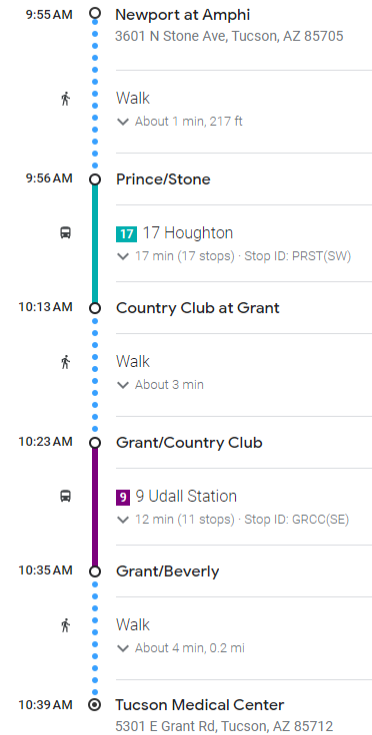 9:55 AM Newport at Amphi
3601 N Stone Ave, Tucson, AZ 85705
Walk
About 1 min, 217 ft
9:56 AM Prince/Stone
17 17 Houghton
17 min (17 stops) · Stop ID: PRST(SW)
10:13 AM Country Club at Grant
Walk
About 3 min
10:23 AM Grant/Country Club
9 9 Udall Station
12 min (11 stops) · Stop ID: GRCC(SE)
10:35 AM Grant/Beverly
Walk
About 4 min, 0.2 mi
10:39 AM Tucson Medical Center
5301 E Grant Rd, Tucson, AZ 85712